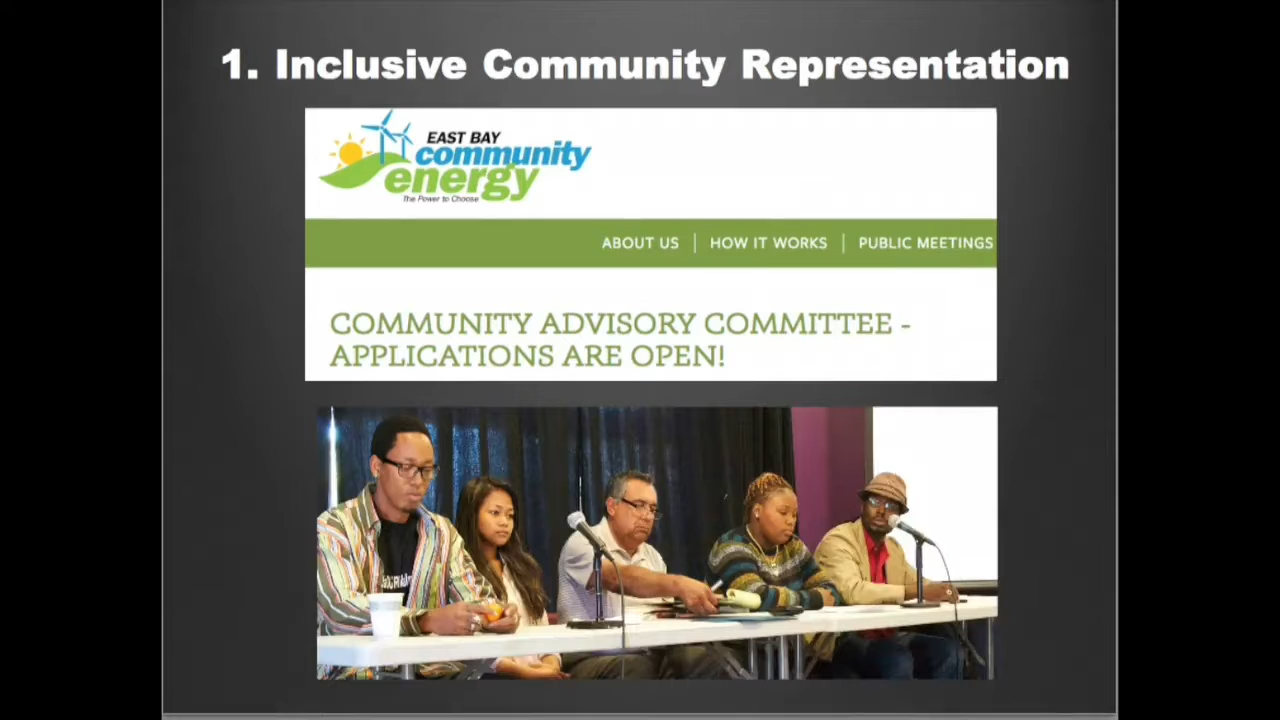 1. Inclusive Community Representation
EAST BAY
community
energy
The Power to Choose
ABOUT US | HOW IT WORKS | PUBLIC MEETINGS
COMMUNITY ADVISORY COMMITTEE -
APPLICATIONS ARE OPEN!